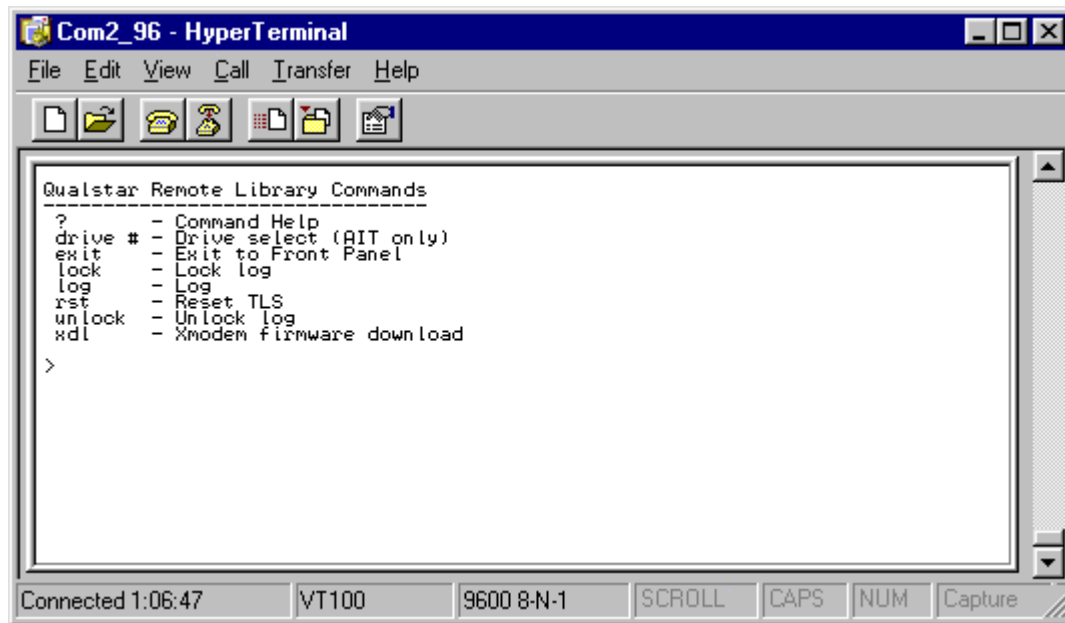 Com2_96 - HyperTerminal
File Edit View Call Transfer Help
Qualstar Remote Library Commands
--------------------------------
? - Command Help
drive # - Drive select (AIT only)
exit - Exit to Front Panel
lock - Lock log
log - Log
rst - Reset TLS
unlock - Unlock log
xdl - Xmodem firmware download
>
Connected 1:06:47 VT100 9600 8-N-1 SCROLL CAPS NUM Capture